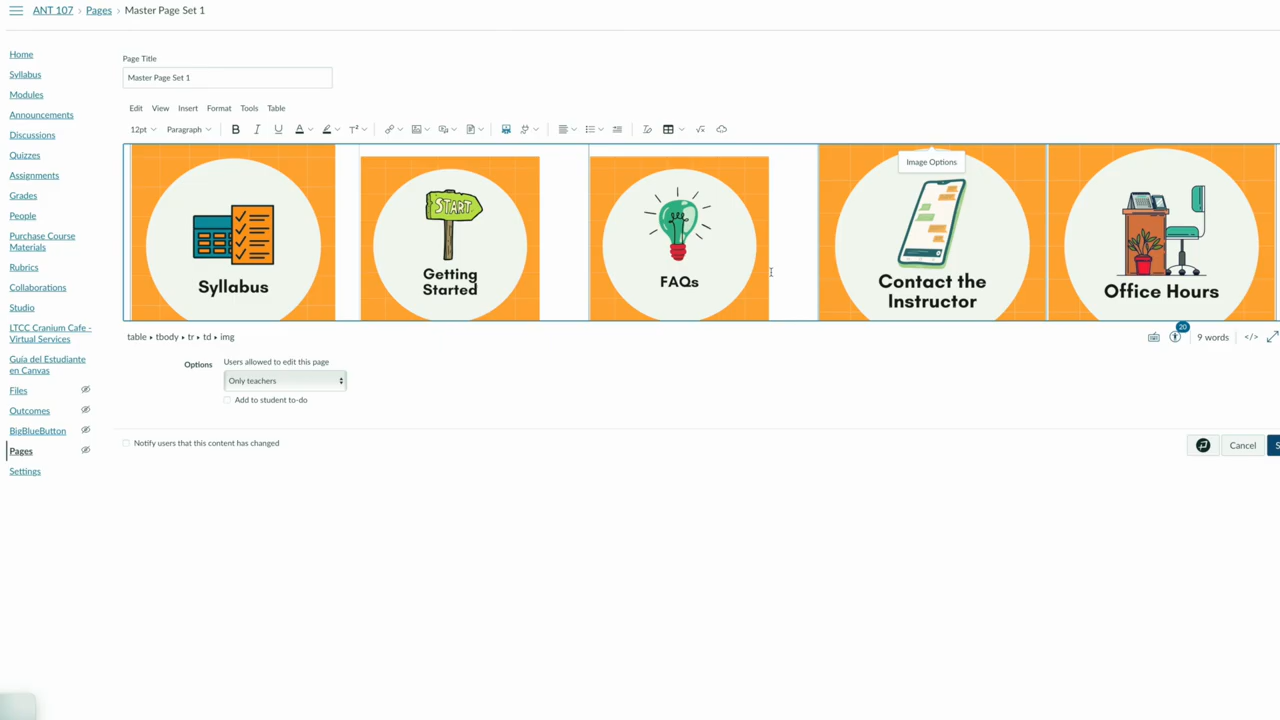 ANT 107 › Pages › Master Page Set 1
Home
Syllabus
Modules
Announcements
Discussions
Quizzes
Assignments
Grades
People
Purchase Course
Materials
Rubrics
Collaborations
Studio
LTCC Cranium Cafe -
Virtual Services
Guía del Estudiante
en Canvas
Files
Outcomes
BigBlueButton
Pages
Settings
Page Title
Master Page Set 1
Edit View Insert Format Tools Table
12pt Paragraph B I U A T²
Image Options
Syllabus
START
Getting
Started
FAQs
Contact the
Instructor
Office Hours
table ▸ tbody ▸ tr ▸ td ▸ img
20
9 words </>
Options
Users allowed to edit this page
Only teachers
Add to student to-do
Notify users that this content has changed
Cancel
S